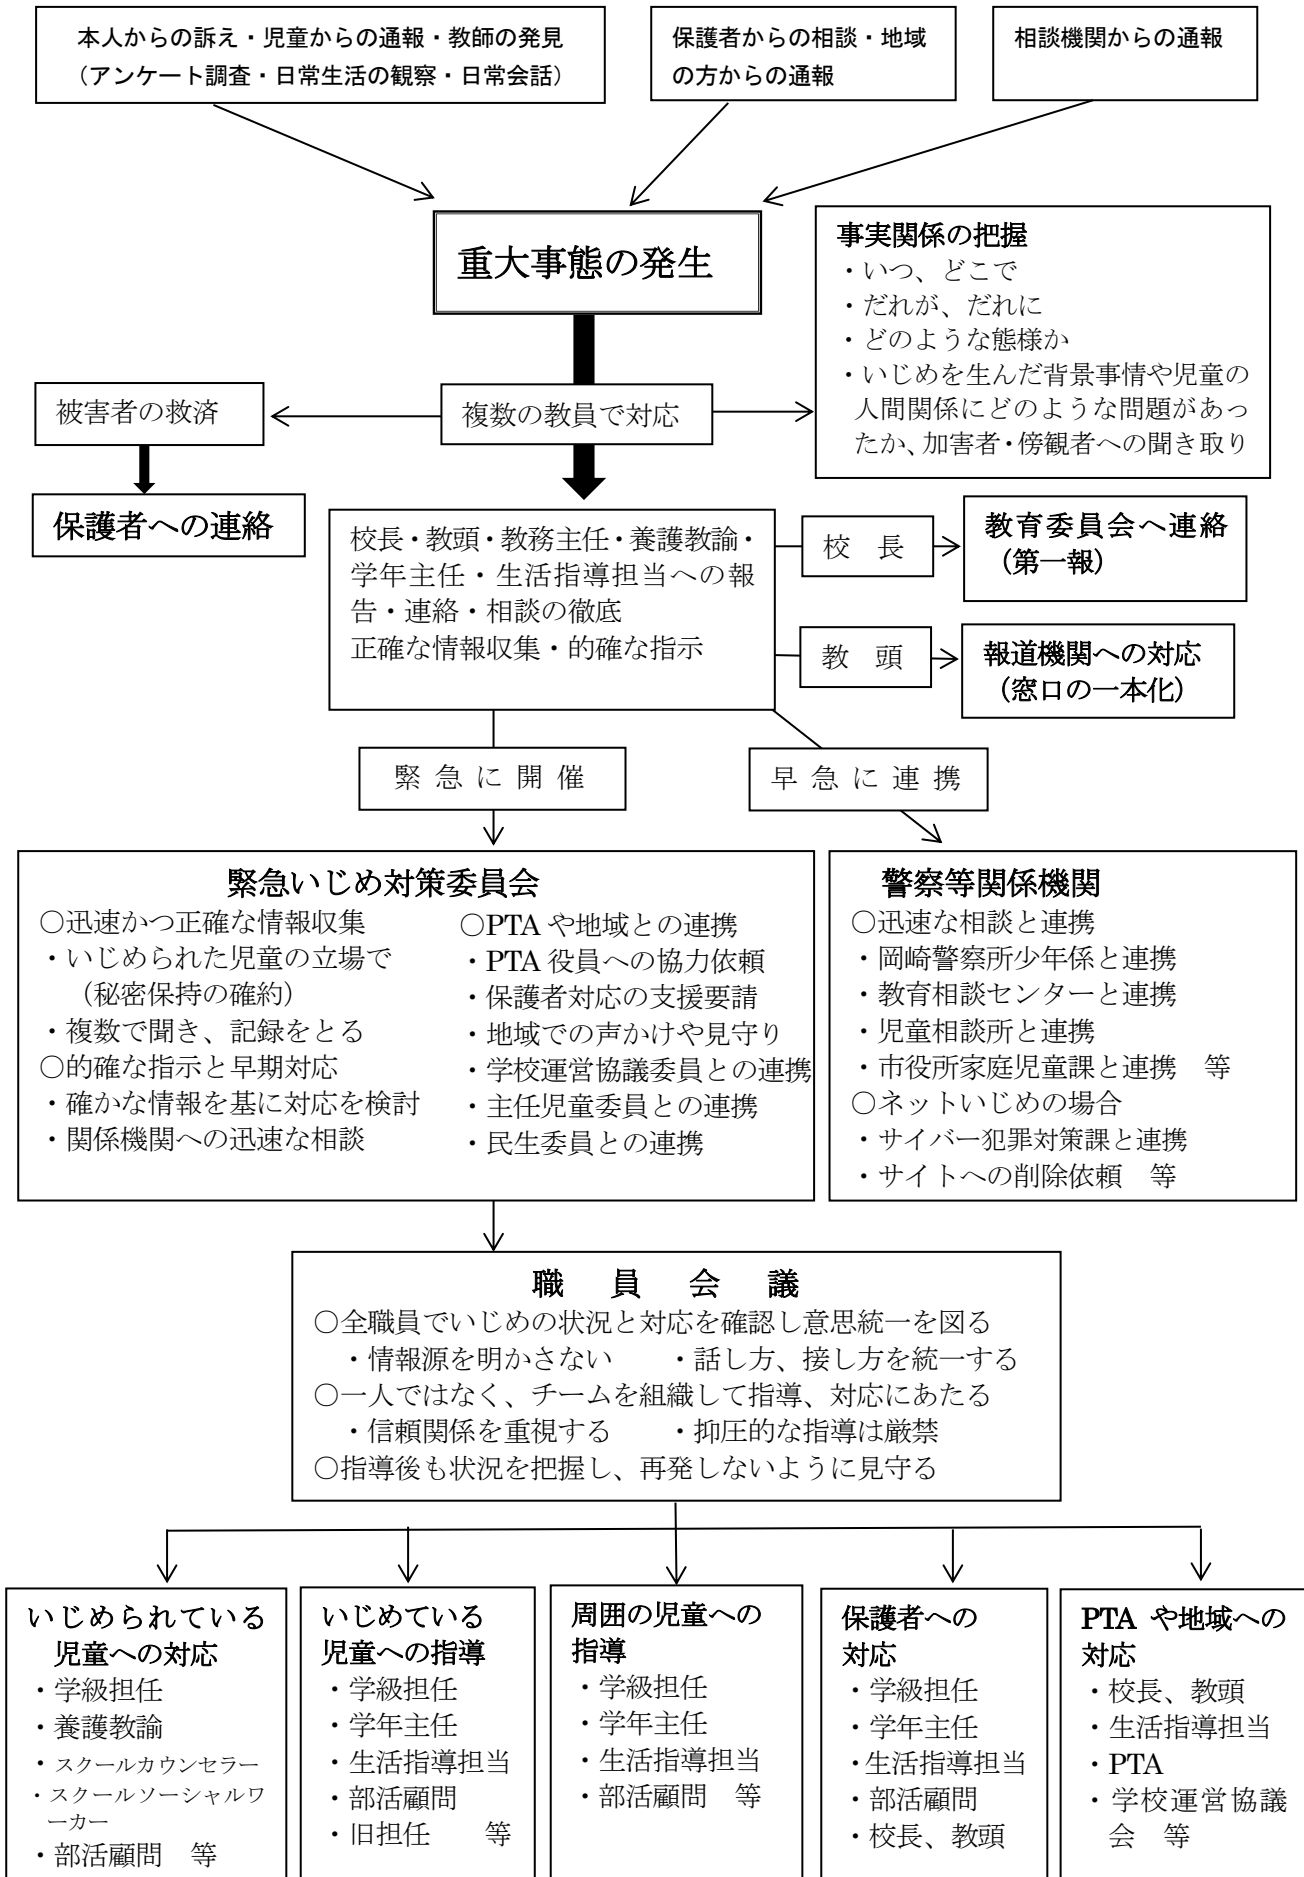 本人からの訴え・児童からの通報・教師の発見
（アンケート調査・日常生活の観察・日常会話）
保護者からの相談・地域
の方からの通報
相談機関からの通報
重大事態の発生
事実関係の把握
・いつ、どこで
・だれが、だれに
・どのような態様か
・いじめを生んだ背景事情や児童の
人間関係にどのような問題があっ
たか、加害者・傍観者への聞き取り
被害者の救済
複数の教員で対応
保護者への連絡
校長・教頭・教務主任・養護教諭・
学年主任・生活指導担当への報
告・連絡・相談の徹底
正確な情報収集・的確な指示
校　長
教育委員会へ連絡
（第一報）
教　頭
報道機関への対応
（窓口の一本化）
緊急に開催
早急に連携
緊急いじめ対策委員会
○迅速かつ正確な情報収集
・いじめられた児童の立場で
（秘密保持の確約）
・複数で聞き、記録をとる
○的確な指示と早期対応
・確かな情報を基に対応を検討
・関係機関への迅速な相談
○PTA や地域との連携
・PTA 役員への協力依頼
・保護者対応の支援要請
・地域での声かけや見守り
・学校運営協議委員との連携
・主任児童委員との連携
・民生委員との連携
警察等関係機関
○迅速な相談と連携
・岡崎警察所少年係と連携
・教育相談センターと連携
・児童相談所と連携
・市役所家庭児童課と連携　等
○ネットいじめの場合
・サイバー犯罪対策課と連携
・サイトへの削除依頼　等
職　員　会　議
○全職員でいじめの状況と対応を確認し意思統一を図る
・情報源を明かさない　・話し方、接し方を統一する
○一人ではなく、チームを組織して指導、対応にあたる
・信頼関係を重視する　・抑圧的な指導は厳禁
○指導後も状況を把握し、再発しないように見守る
いじめられている
児童への対応
・学級担任
・養護教諭
・スクールカウンセラー
・スクールソーシャルワ
ーカー
・部活顧問　等
いじめている
児童への指導
・学級担任
・学年主任
・生活指導担当
・部活顧問
・旧担任　等
周囲の児童への
指導
・学級担任
・学年主任
・生活指導担当
・部活顧問　等
保護者への
対応
・学級担任
・学年主任
・生活指導担当
・部活顧問
・校長、教頭
PTA や地域への
対応
・校長、教頭
・生活指導担当
・PTA
・学校運営協議
会　等